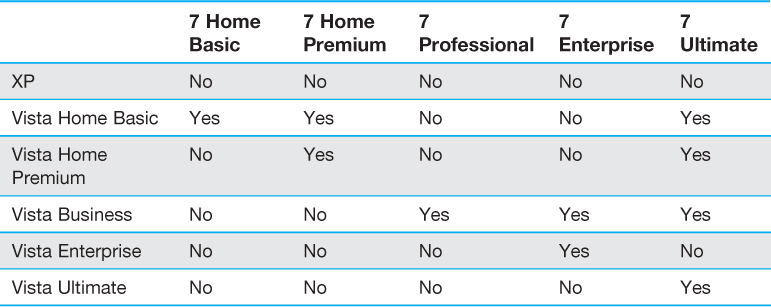 7 Home Basic 7 Home Premium 7 Professional 7 Enterprise 7 Ultimate
XP No No No No No
Vista Home Basic Yes Yes No No Yes
Vista Home Premium No Yes No No Yes
Vista Business No No Yes Yes Yes
Vista Enterprise No No No Yes No
Vista Ultimate No No No No Yes